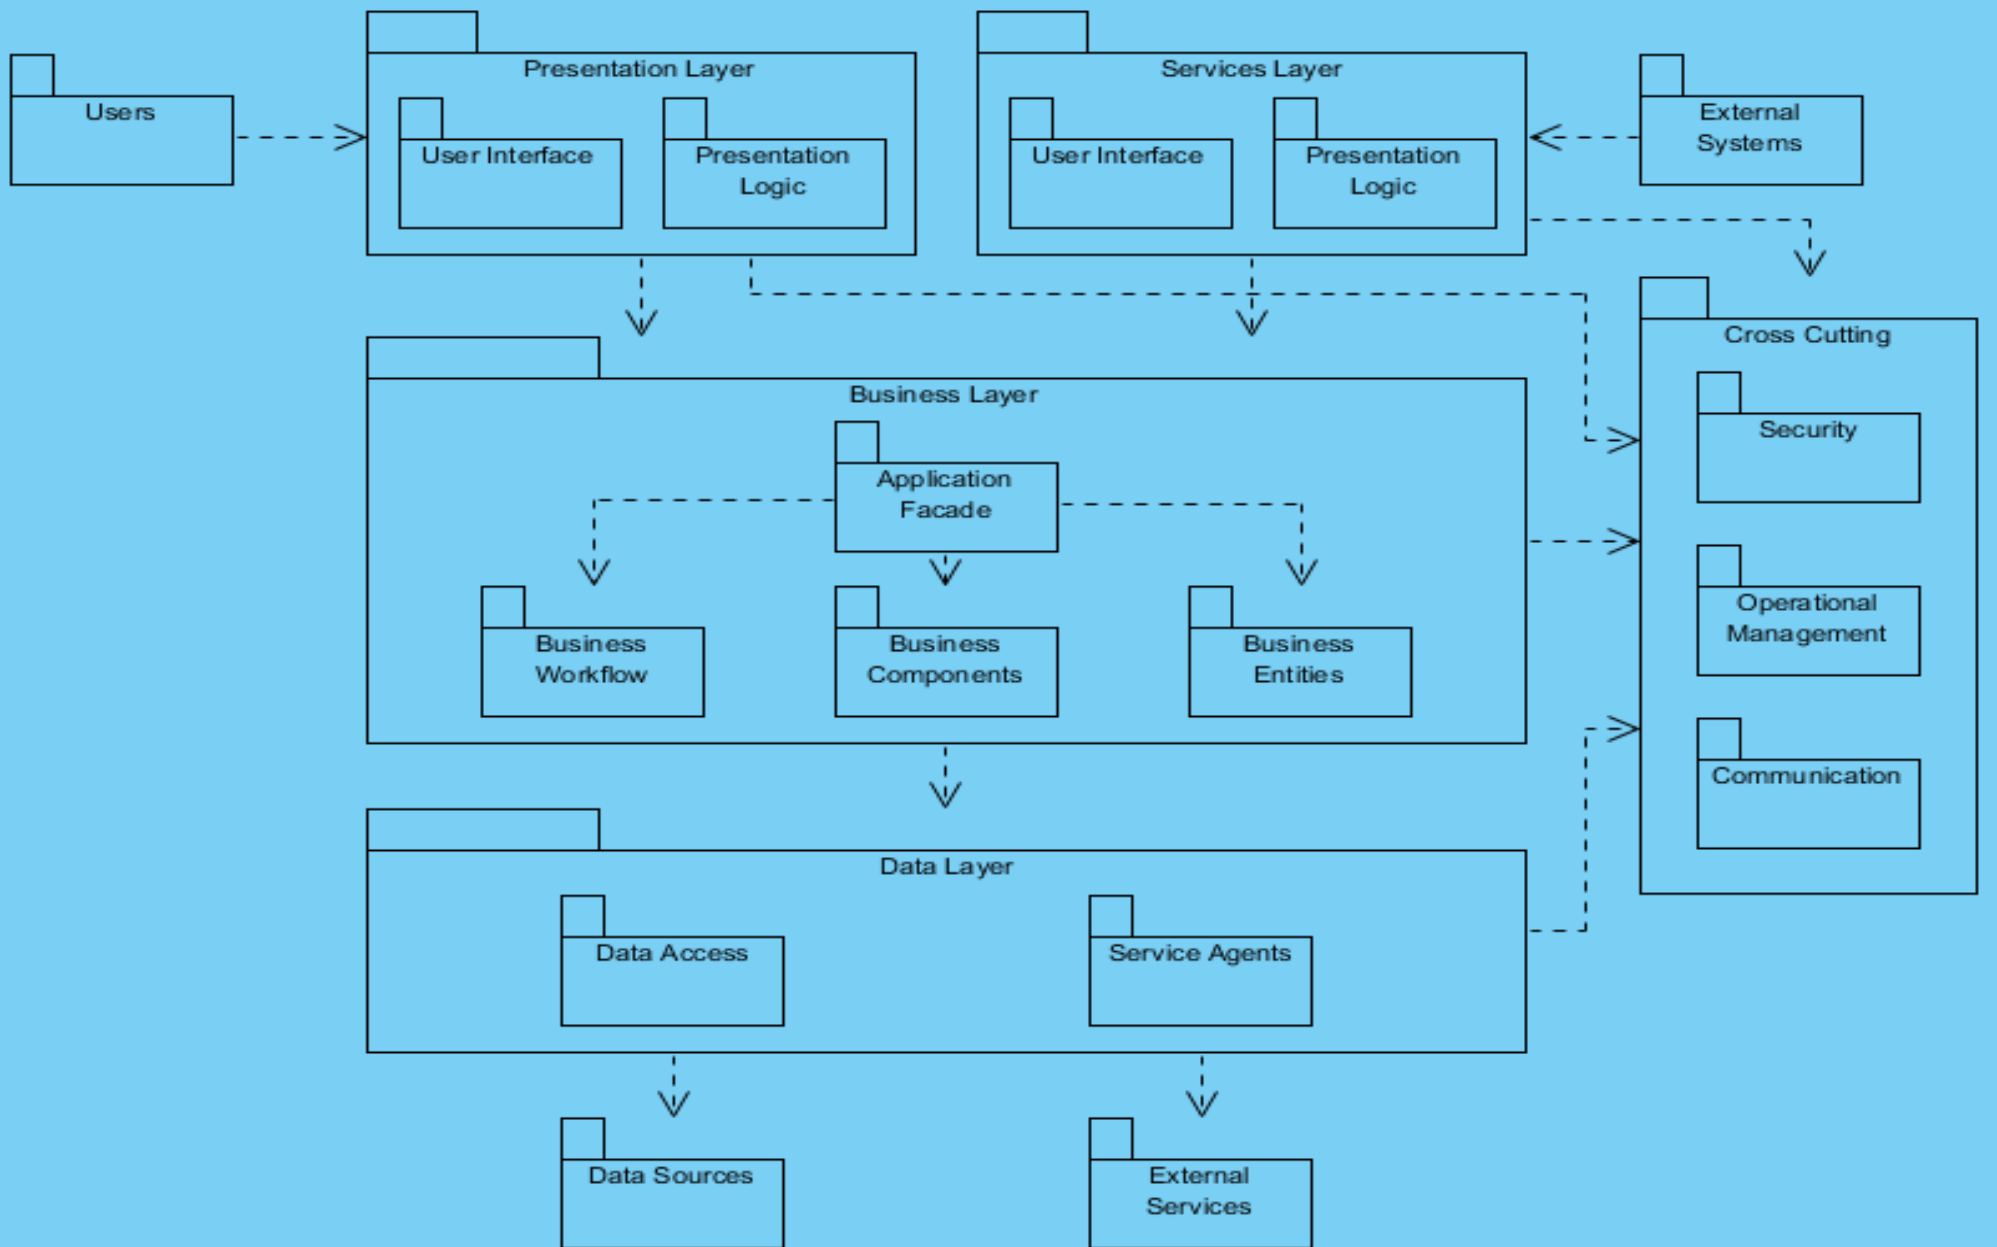 Users
Presentation Layer
User Interface
Presentation
Logic
Services Layer
User Interface
Presentation
Logic
External
Systems
Cross Cutting
Security
Operational
Management
Communication
Business Layer
Application
Facade
Business
Workflow
Business
Components
Business
Entities
Data Layer
Data Access
Service Agents
Data Sources
External
Services